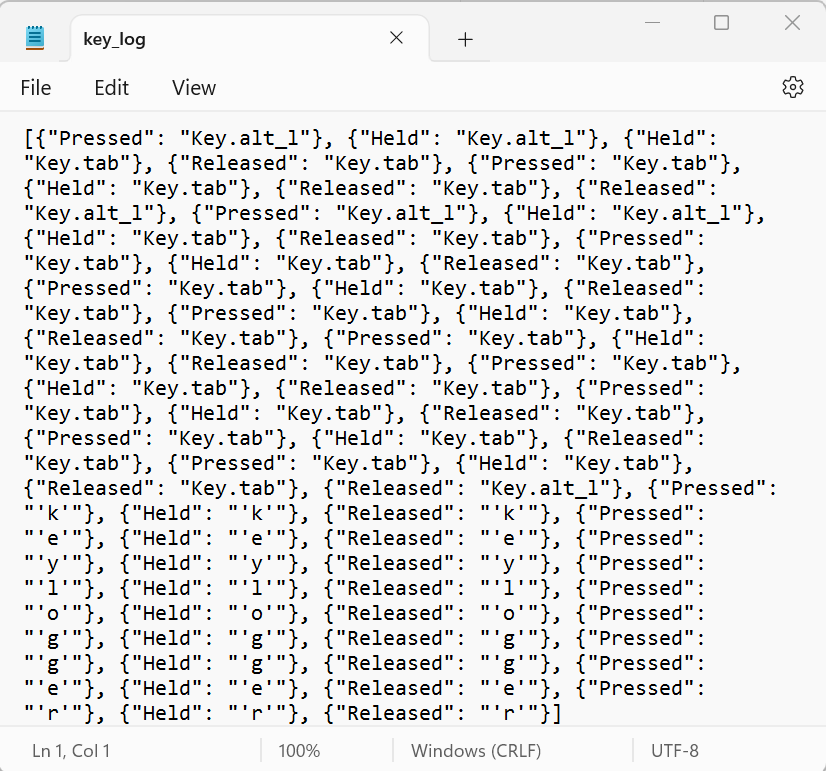 key_log
File Edit View
[{"Pressed": "Key.alt_l"}, {"Held": "Key.alt_l"}, {"Held":
"Key.tab"}, {"Released": "Key.tab"}, {"Pressed": "Key.tab"},
{"Held": "Key.tab"}, {"Released": "Key.tab"}, {"Released":
"Key.alt_l"}, {"Pressed": "Key.alt_l"}, {"Held": "Key.alt_l"},
{"Held": "Key.tab"}, {"Released": "Key.tab"}, {"Pressed":
"Key.tab"}, {"Held": "Key.tab"}, {"Released": "Key.tab"},
{"Pressed": "Key.tab"}, {"Held": "Key.tab"}, {"Released":
"Key.tab"}, {"Pressed": "Key.tab"}, {"Held": "Key.tab"},
{"Released": "Key.tab"}, {"Pressed": "Key.tab"}, {"Held":
"Key.tab"}, {"Released": "Key.tab"}, {"Pressed": "Key.tab"},
{"Held": "Key.tab"}, {"Released": "Key.tab"}, {"Pressed":
"Key.tab"}, {"Held": "Key.tab"}, {"Released": "Key.tab"},
{"Pressed": "Key.tab"}, {"Held": "Key.tab"}, {"Released":
"Key.tab"}, {"Pressed": "Key.tab"}, {"Held": "Key.tab"},
{"Released": "Key.tab"}, {"Released": "Key.alt_l"}, {"Pressed":
"'k'"}, {"Held": "'k'"}, {"Released": "'k'"}, {"Pressed":
"'e'"}, {"Held": "'e'"}, {"Released": "'e'"}, {"Pressed":
"'y'"}, {"Held": "'y'"}, {"Released": "'y'"}, {"Pressed":
"'l'"}, {"Held": "'l'"}, {"Released": "'l'"}, {"Pressed":
"'o'"}, {"Held": "'o'"}, {"Released": "'o'"}, {"Pressed":
"'g'"}, {"Held": "'g'"}, {"Released": "'g'"}, {"Pressed":
"'g'"}, {"Held": "'g'"}, {"Released": "'g'"}, {"Pressed":
"'e'"}, {"Held": "'e'"}, {"Released": "'e'"}, {"Pressed":
"'r'"}, {"Held": "'r'"}, {"Released": "'r'"}]
Ln 1, Col 1 100% Windows (CRLF) UTF-8